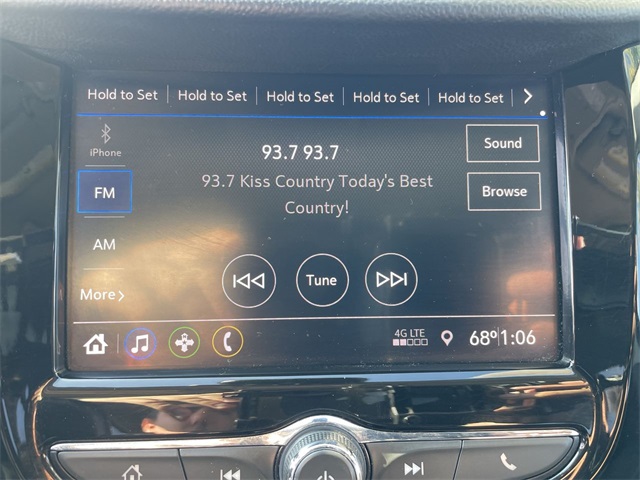 Hold to Set Hold to Set Hold to Set Hold to Set Hold to Set
iPhone
93.7 93.7
Sound
FM
93.7 Kiss Country Today's Best
Country!
Browse
AM
Tune
More
4G LTE
68° 1:06